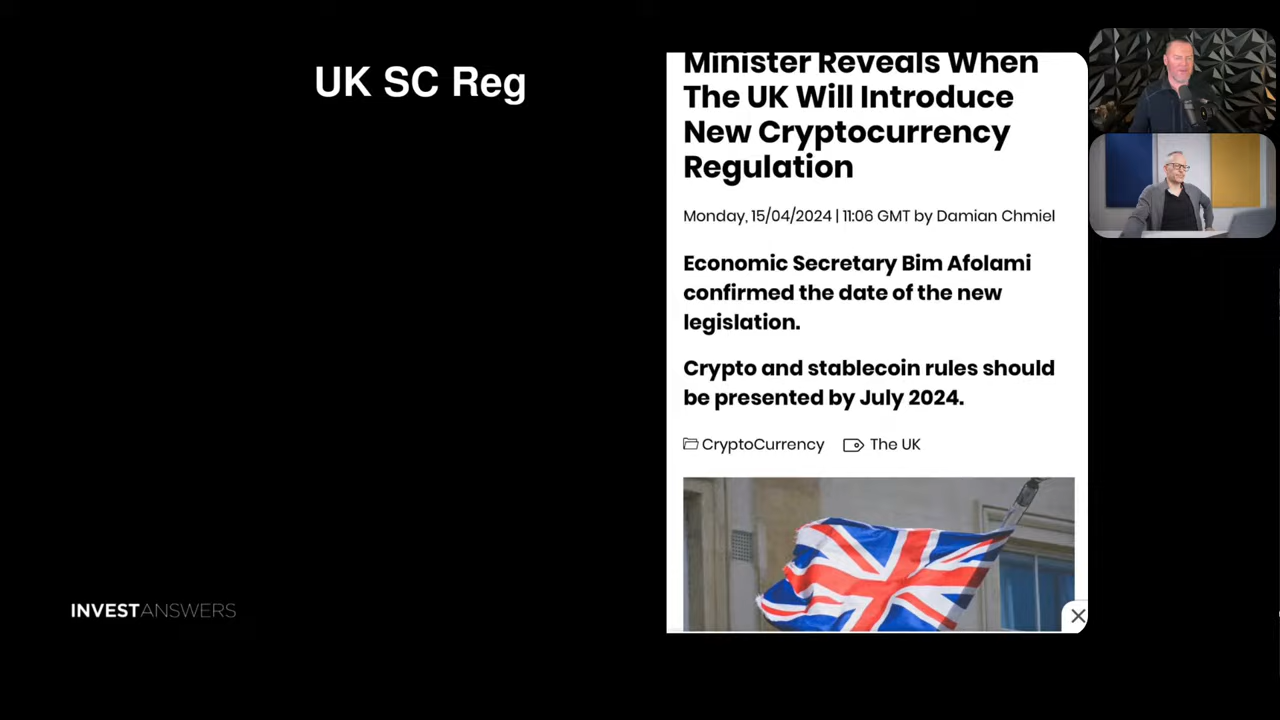 UK SC Reg
Minister Reveals When
The UK Will Introduce
New Cryptocurrency
Regulation
Monday, 15/04/2024 | 11:06 GMT by Damian Chmiel
Economic Secretary Bim Afolami
confirmed the date of the new
legislation.
Crypto and stablecoin rules should
be presented by July 2024.
CryptoCurrency The UK
INVESTANSWERS